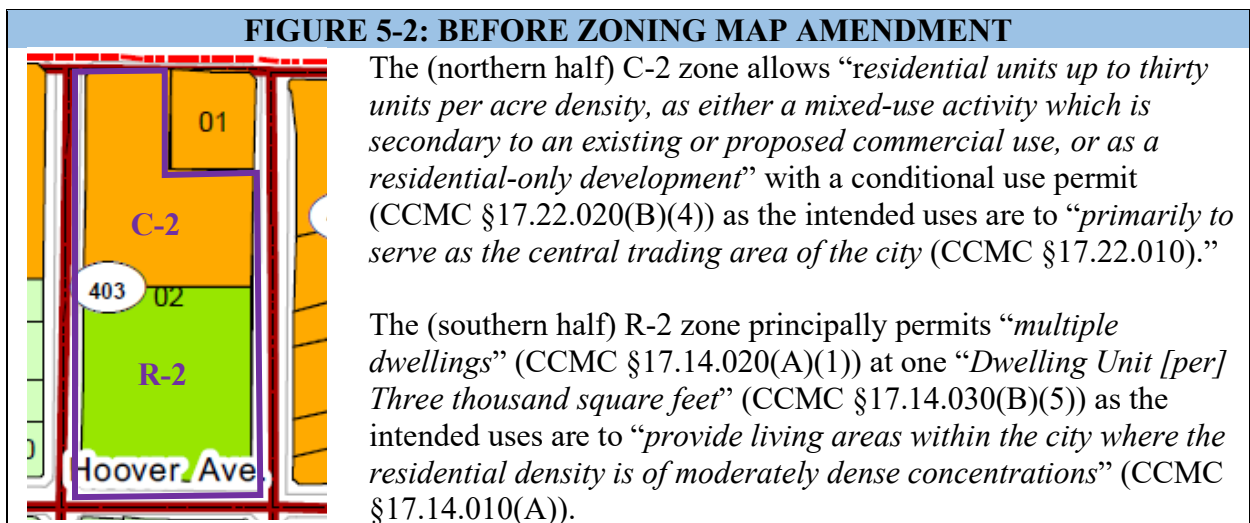 FIGURE 5-2: BEFORE ZONING MAP AMENDMENT
01
C-2
403
02
R-2
Hoover Ave.
The (northern half) C-2 zone allows “residential units up to thirty
units per acre density, as either a mixed-use activity which is
secondary to an existing or proposed commercial use, or as a
residential-only development” with a conditional use permit
(CCMC §17.22.020(B)(4)) as the intended uses are to “primarily to
serve as the central trading area of the city (CCMC §17.22.010).”
The (southern half) R-2 zone principally permits “multiple
dwellings” (CCMC §17.14.020(A)(1)) at one “Dwelling Unit [per]
Three thousand square feet” (CCMC §17.14.030(B)(5)) as the
intended uses are to “provide living areas within the city where the
residential density is of moderately dense concentrations” (CCMC
§17.14.010(A)).